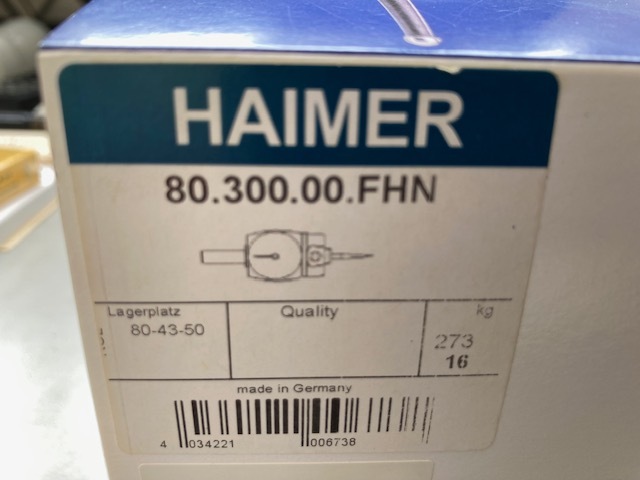 HAIMER
80.300.00.FHN
Lagerplatz Quality kg
80-43-50 273
16
made in Germany
4 034221 006738